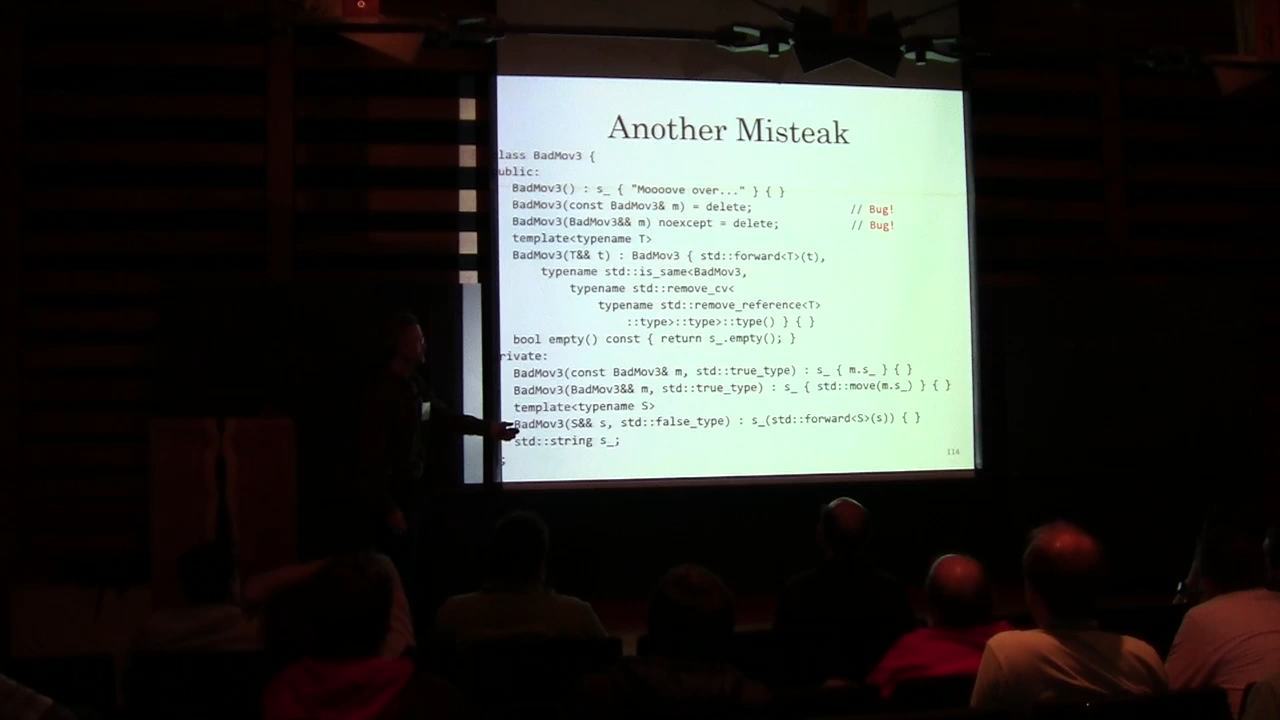 Another Misteak
lass BadMov3 {
ublic:
BadMov3() : s_ { "Moooove over..." } { }
BadMov3(const BadMov3& m) = delete; // Bug!
BadMov3(BadMov3&& m) noexcept = delete; // Bug!
template<typename T>
BadMov3(T&& t) : BadMov3 { std::forward<T>(t),
typename std::is_same<BadMov3,
typename std::remove_cv<
typename std::remove_reference<T>
::type>::type>::type() } { }
bool empty() const { return s_.empty(); }
rivate:
BadMov3(const BadMov3& m, std::true_type) : s_ { m.s_ } { }
BadMov3(BadMov3&& m, std::true_type) : s_ { std::move(m.s_) } { }
template<typename S>
BadMov3(S&& s, std::false_type) : s_(std::forward<S>(s)) { }
std::string s_;
;
114